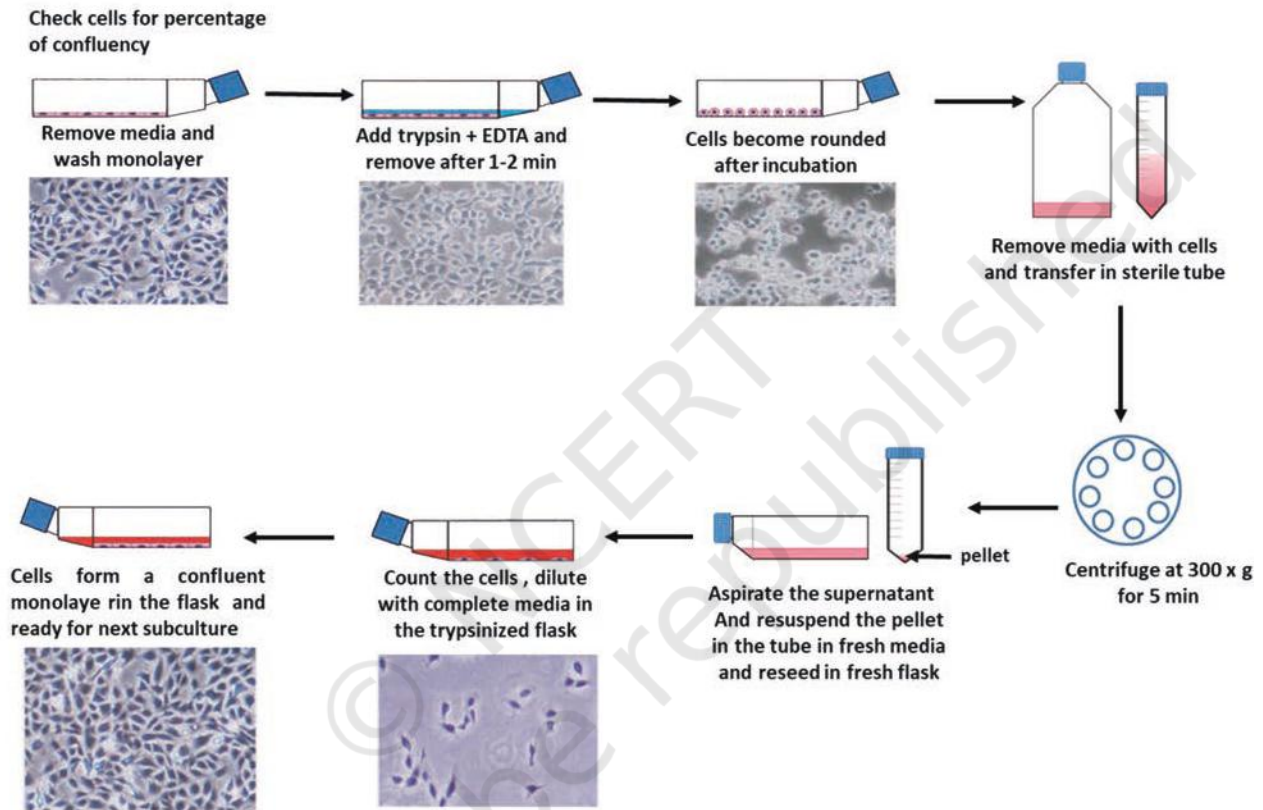 Check cells for percentage
of confluency
Remove media and
wash monolayer
Add trypsin + EDTA and
remove after 1-2 min
Cells become rounded
after incubation
Remove media with cells
and transfer in sterile tube
Centrifuge at 300 x g
for 5 min
pellet
Aspirate the supernatant
And resuspend the pellet
in the tube in fresh media
and reseed in fresh flask
Count the cells , dilute
with complete media in
the trypsinized flask
Cells form a confluent
monolaye rin the flask and
ready for next subculture
© NCERT
be republished